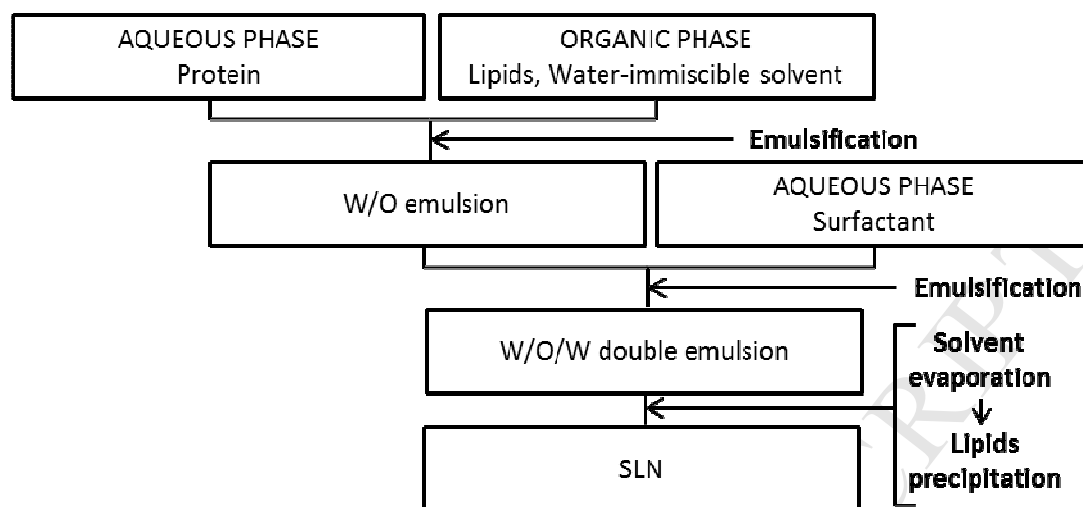 AQUEOUS PHASE
Protein
ORGANIC PHASE
Lipids, Water-immiscible solvent
Emulsification
W/O emulsion
AQUEOUS PHASE
Surfactant
Emulsification
W/O/W double emulsion
Solvent
evaporation
Lipids
precipitation
SLN